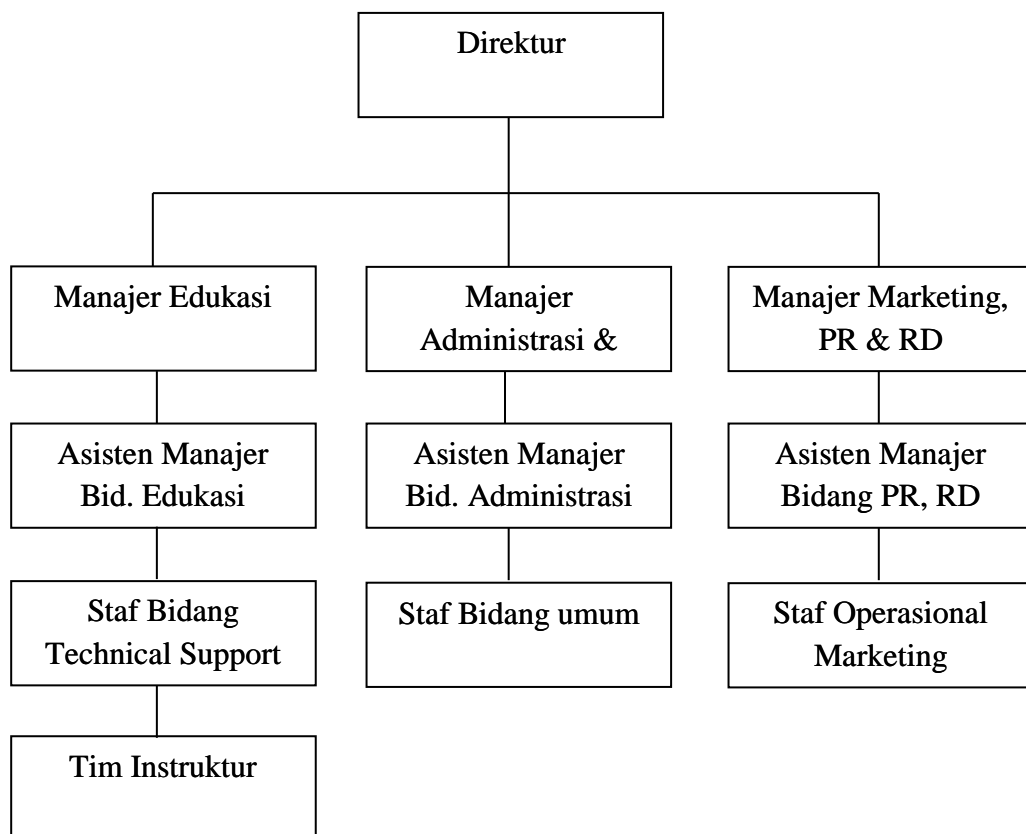 Direktur
Manajer Edukasi
Manajer
Administrasi &
Manajer Marketing,
PR & RD
Asisten Manajer
Bid. Edukasi
Asisten Manajer
Bid. Administrasi
Asisten Manajer
Bidang PR, RD
Staf Bidang
Technical Support
Staf Bidang umum
Staf Operasional
Marketing
Tim Instruktur